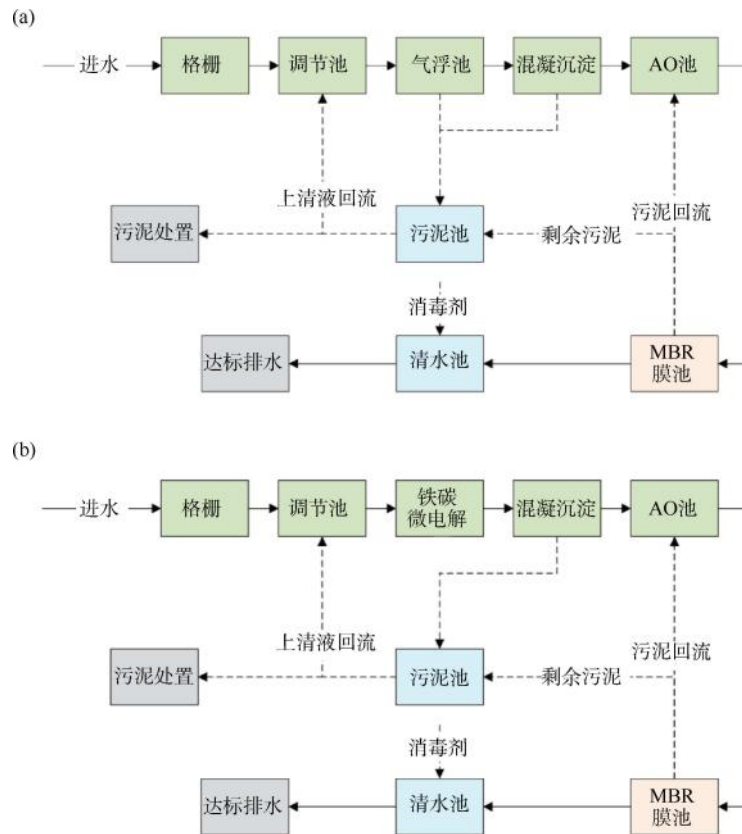 (a)
进水
格栅
调节池
气浮池
混凝沉淀
AO池
上清液回流
污泥回流
污泥处置
污泥池
剩余污泥
消毒剂
达标排水
清水池
MBR
膜池
(b)
进水
格栅
调节池
铁碳
微电解
混凝沉淀
AO池
上清液回流
污泥回流
污泥处置
污泥池
剩余污泥
消毒剂
达标排水
清水池
MBR
膜池